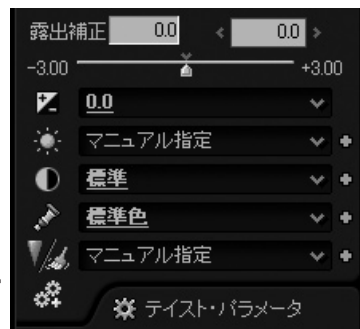 露出補正 0.0 0.0
-3.00 +3.00
0.0
マニュアル指定
標準
標準色
マニュアル指定
テイスト・パラメータ